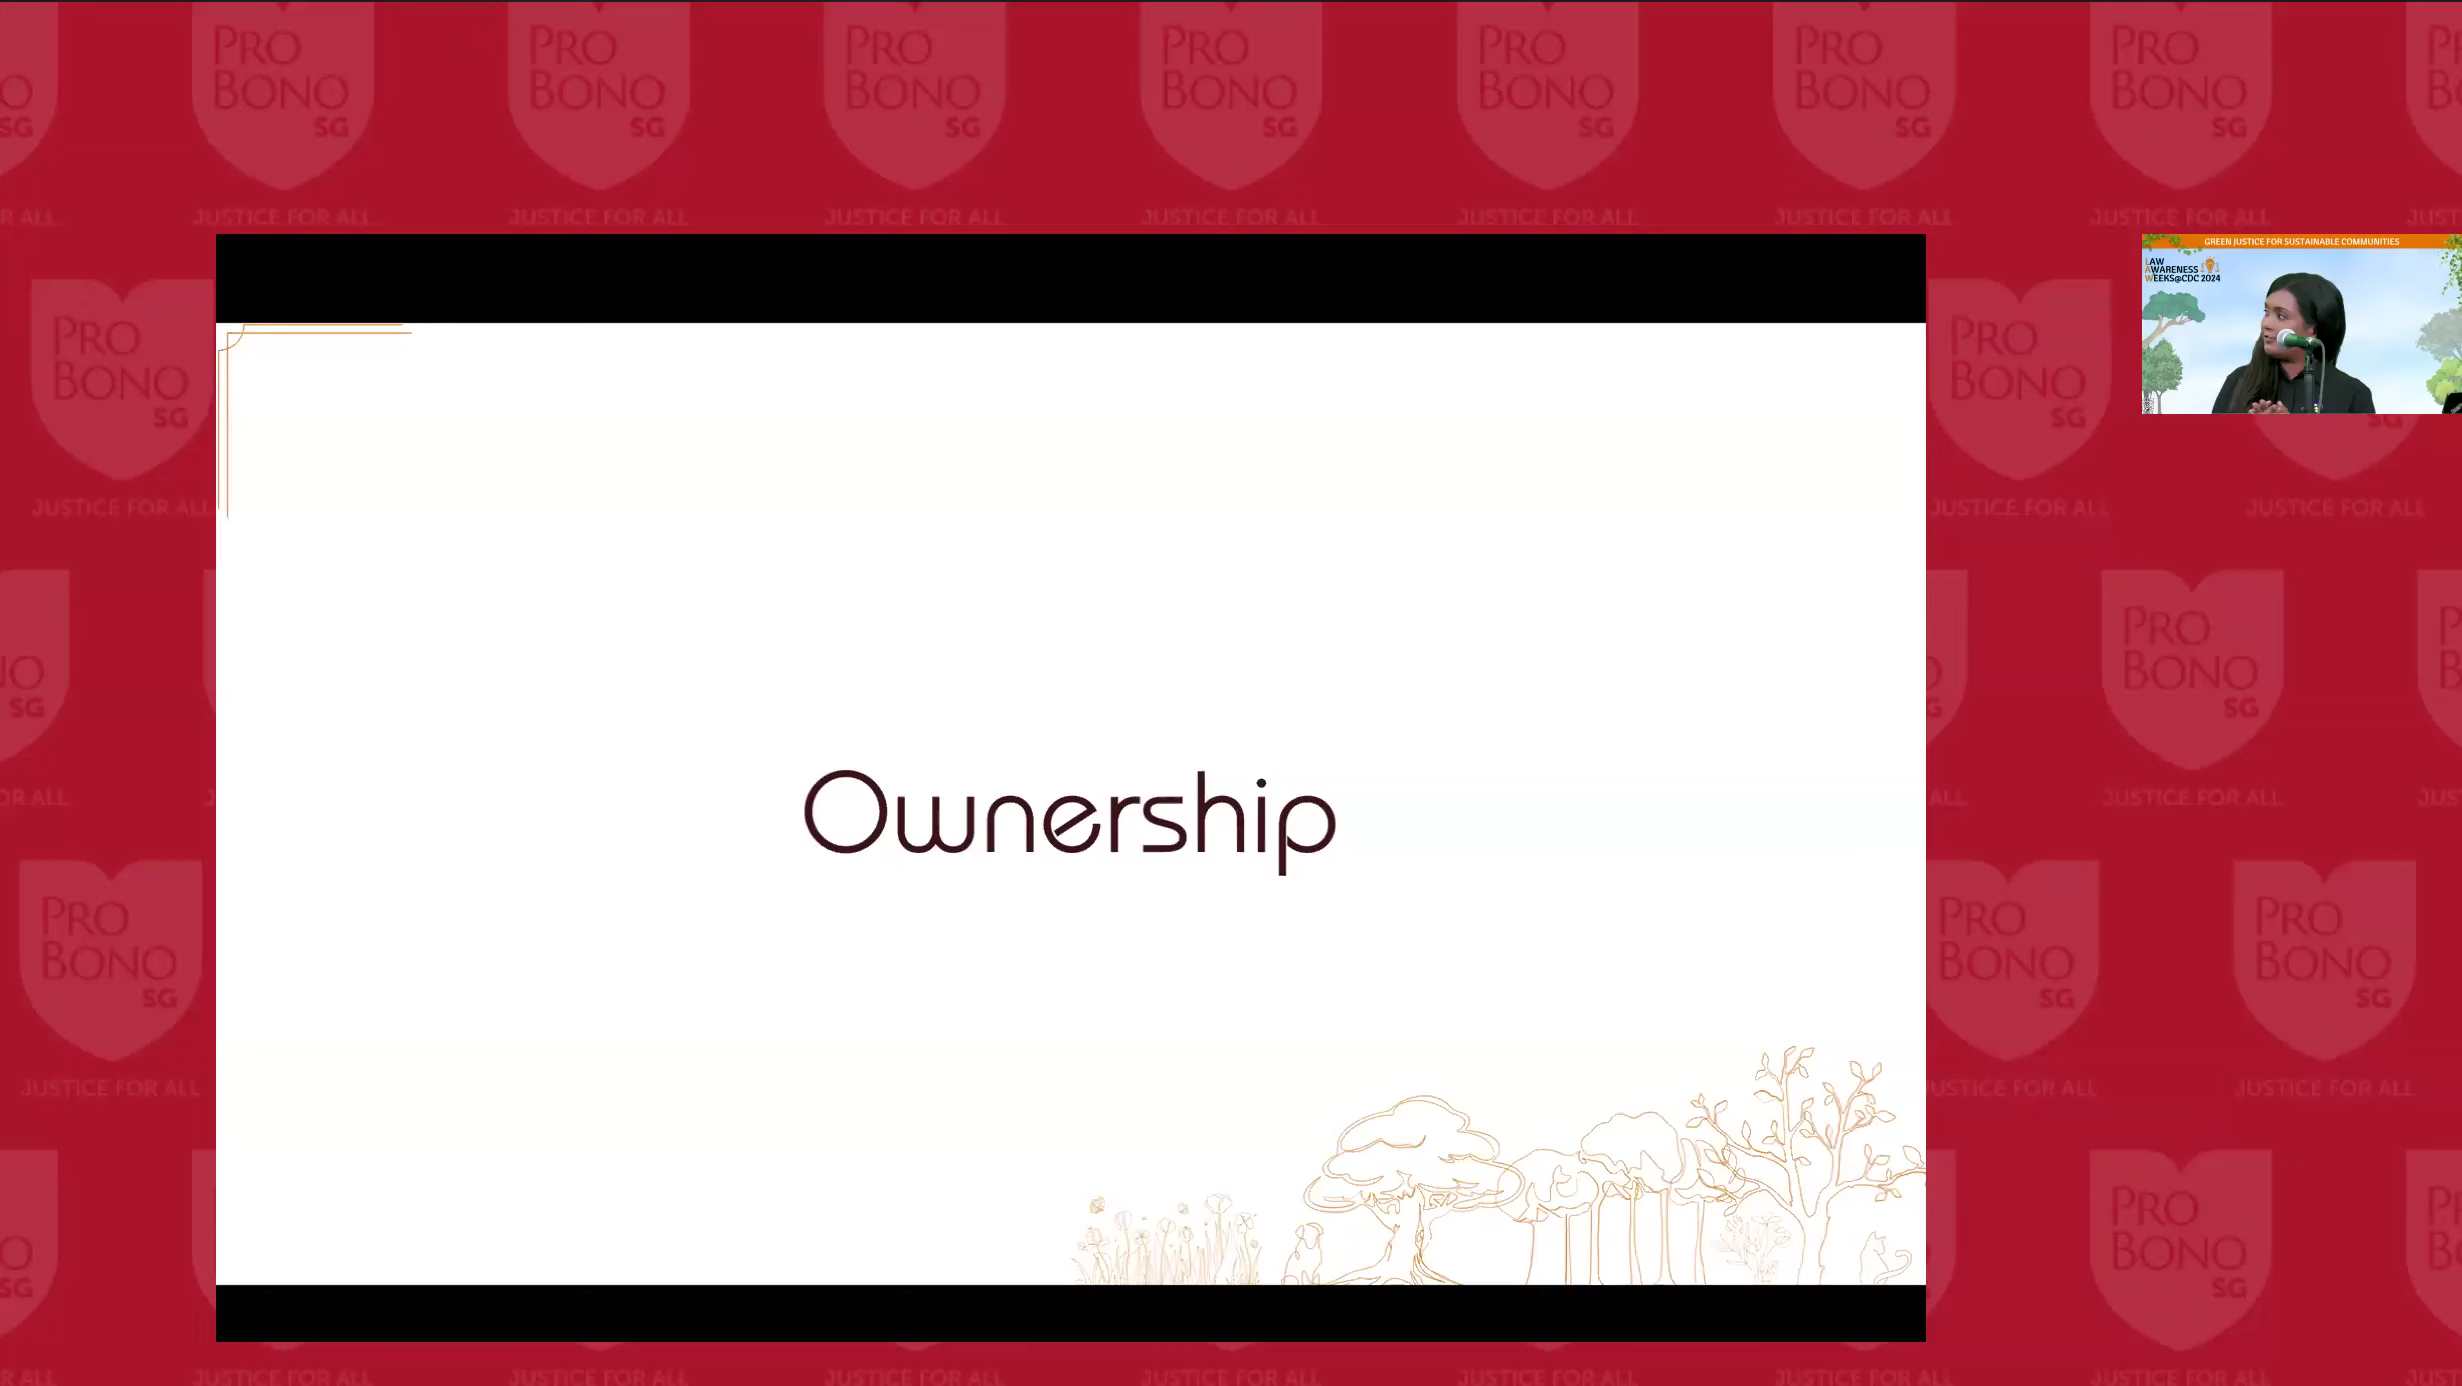 PRO
BONO
SG
JUSTICE FOR ALL
GREEN JUSTICE FOR SUSTAINABLE COMMUNITIES
LAW
AWARENESS
WEEKS@CDC 2024
Ownership